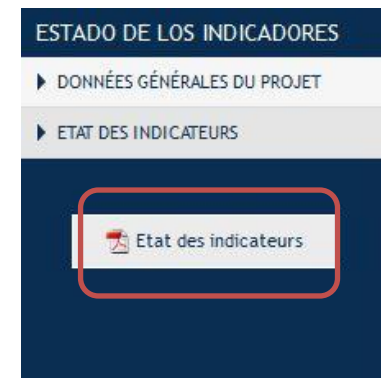 ESTADO DE LOS INDICADORES
DONNÉES GÉNÉRALES DU PROJET
ETAT DES INDICATEURS
Etat des indicateurs